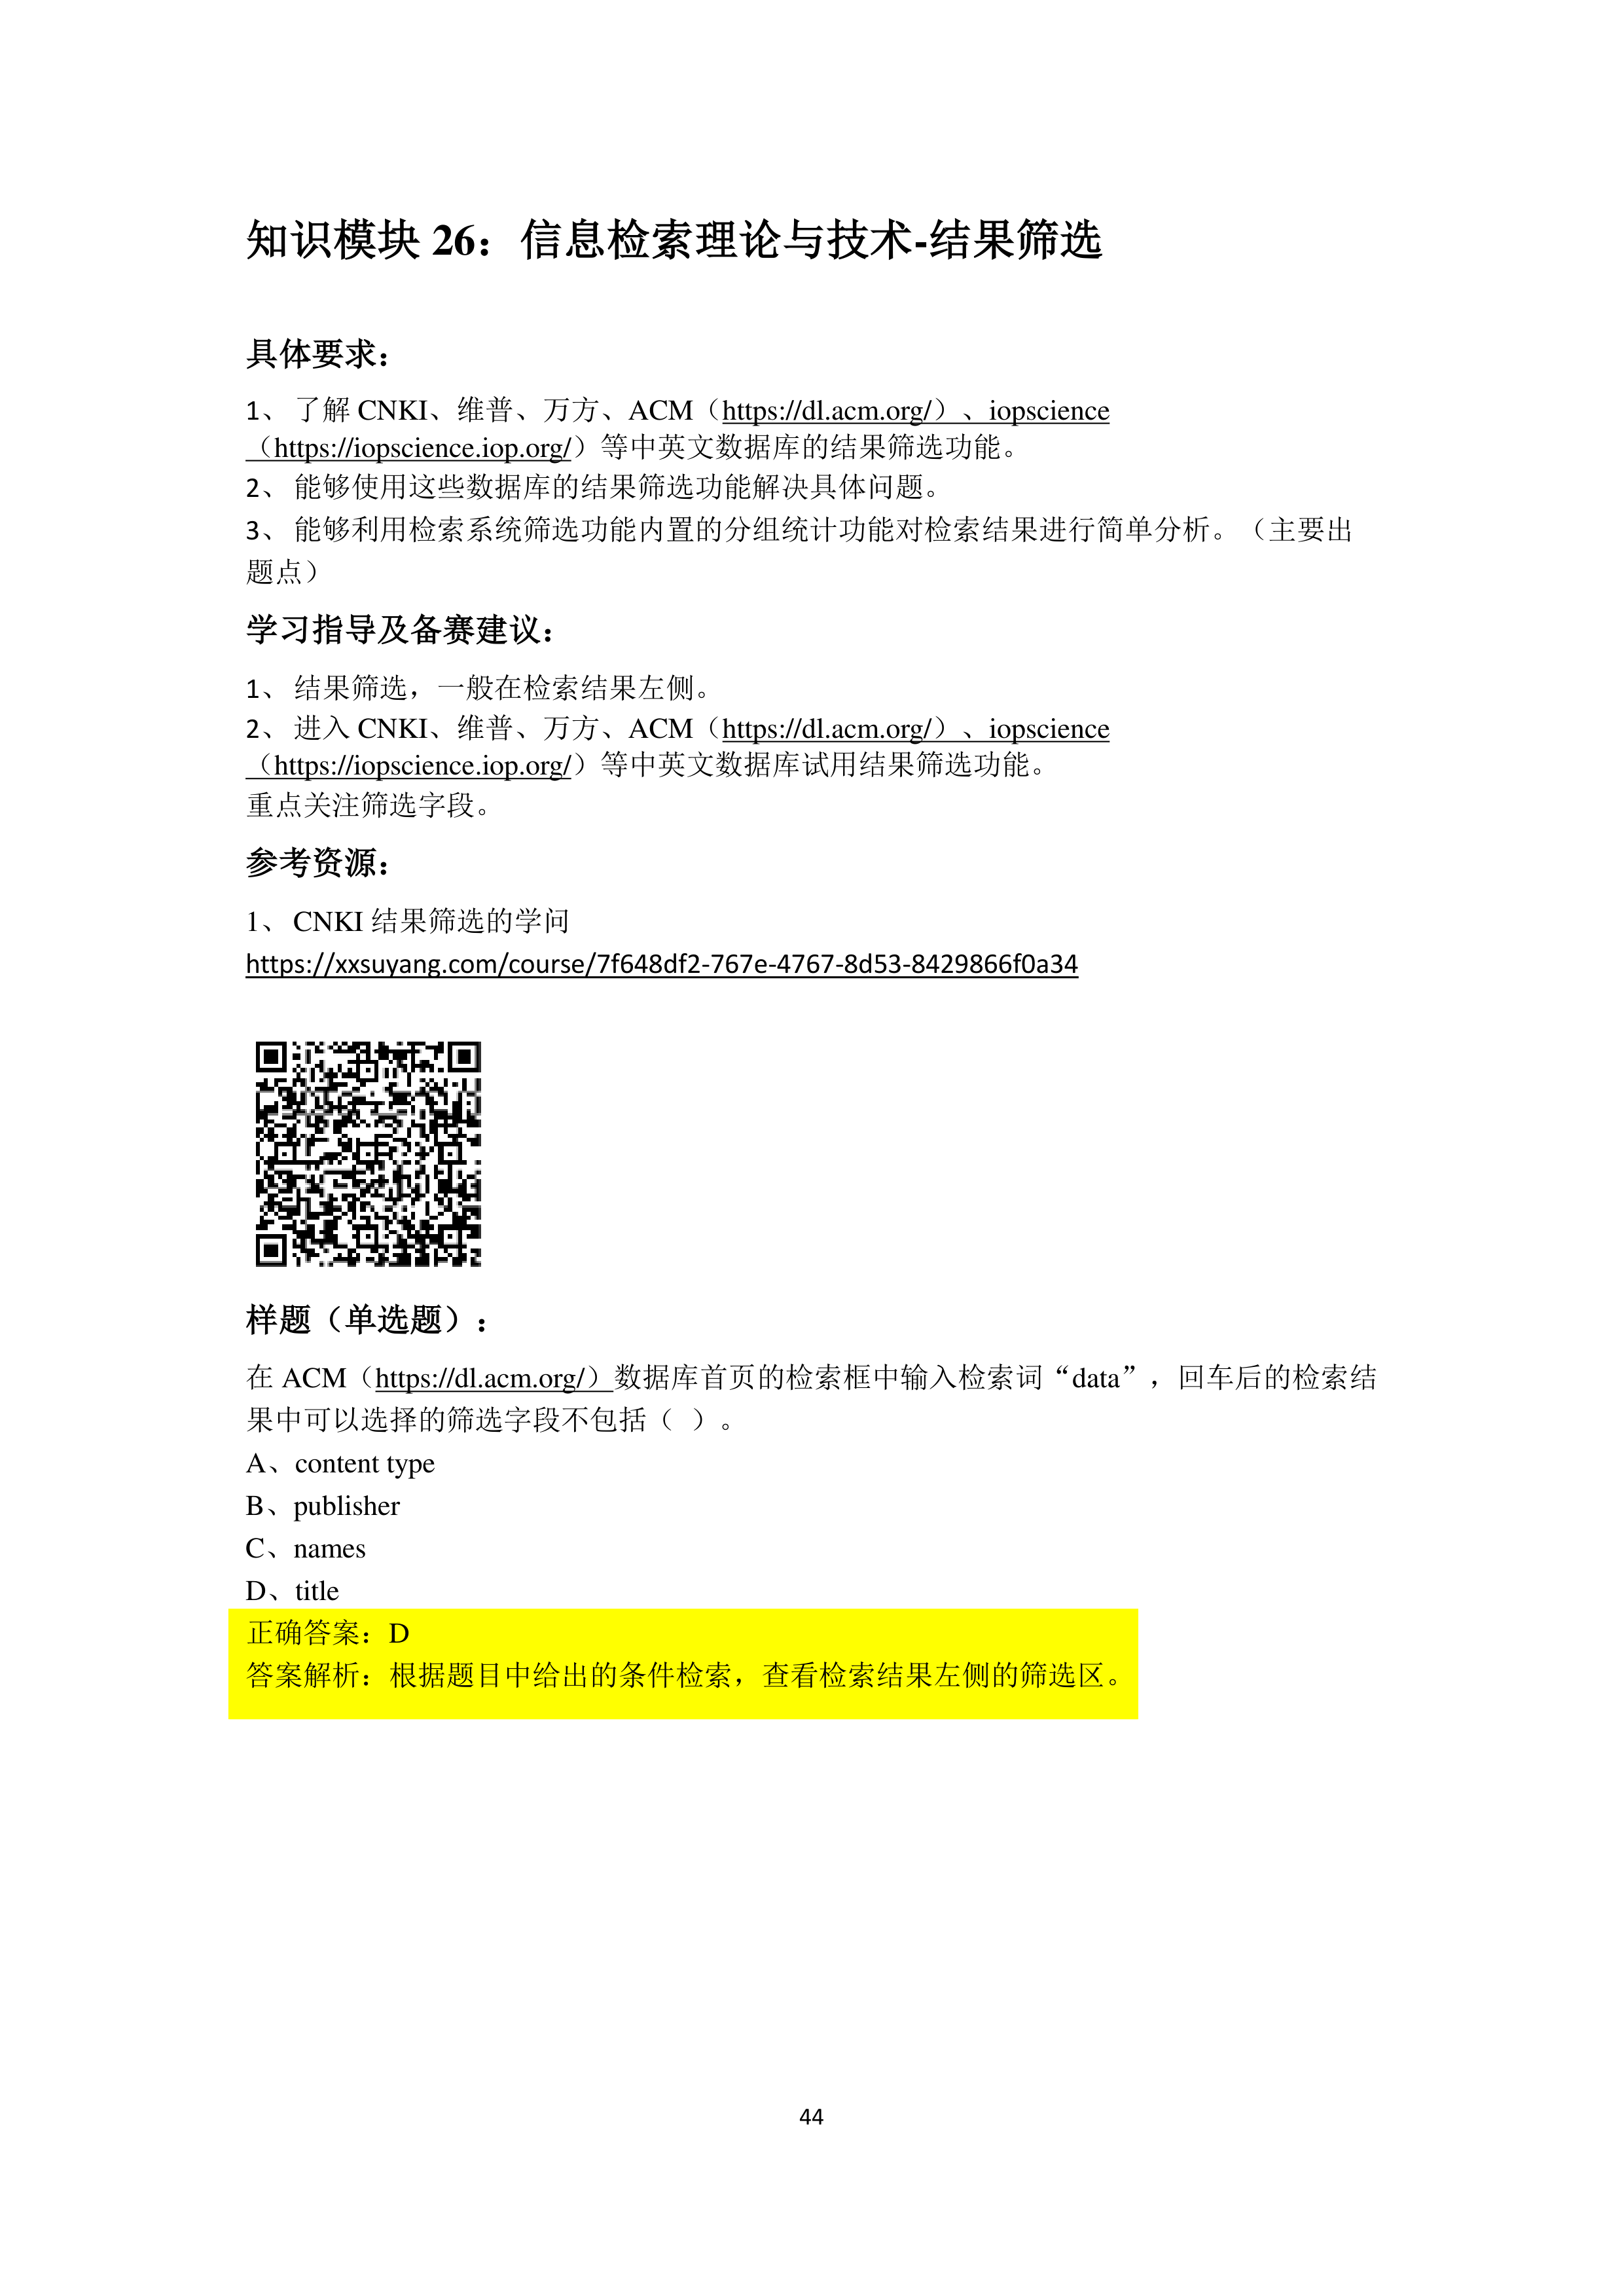 知识模块 26：信息检索理论与技术-结果筛选
具体要求：
1、 了解 CNKI、维普、万方、ACM（https://dl.acm.org/）、iopscience
（https://iopscience.iop.org/）等中英文数据库的结果筛选功能。
2、 能够使用这些数据库的结果筛选功能解决具体问题。
3、 能够利用检索系统筛选功能内置的分组统计功能对检索结果进行简单分析。（主要出
题点）
学习指导及备赛建议：
1、 结果筛选，一般在检索结果左侧。
2、 进入 CNKI、维普、万方、ACM（https://dl.acm.org/）、iopscience
（https://iopscience.iop.org/）等中英文数据库试用结果筛选功能。
重点关注筛选字段。
参考资源：
1、 CNKI 结果筛选的学问
https://xxsuyang.com/course/7f648df2-767e-4767-8d53-8429866f0a34
样题（单选题）：
在 ACM（https://dl.acm.org/）数据库首页的检索框中输入检索词“data”，回车后的检索结
果中可以选择的筛选字段不包括（ ）。
A、content type
B、publisher
C、names
D、title
正确答案：D
答案解析：根据题目中给出的条件检索，查看检索结果左侧的筛选区。
44